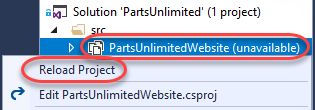 Solution 'PartsUnlimited' (1 project)
src
PartsUnlimitedWebsite (unavailable)
Reload Project
Edit PartsUnlimitedWebsite.csproj